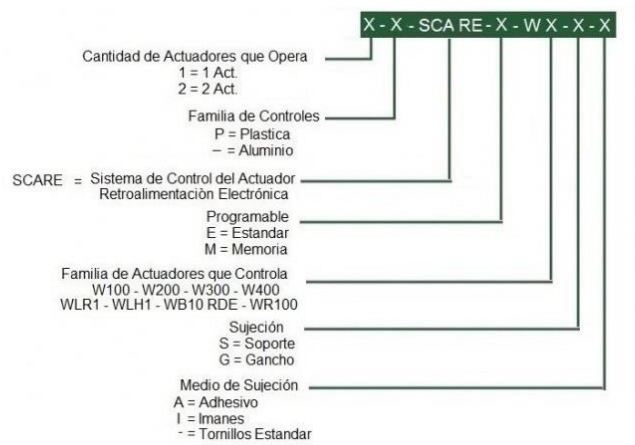 X - X - SCA RE - X - W X - X - X
Cantidad de Actuadores que Opera
1 = 1 Act.
2 = 2 Act.
Familia de Controles
P = Plastica
– = Aluminio
SCARE = Sistema de Control del Actuador
Retroalimentaciòn Electrónica
Programable
E = Estandar
M = Memoria
Familia de Actuadores que Controla
W100 - W200 - W300 - W400
WLR1 - WLH1 - WB10 RDE - WR100
Sujeción
S = Soporte
G = Gancho
Medio de Sujeción
A = Adhesivo
I = Imanes
- = Tornillos Estandar